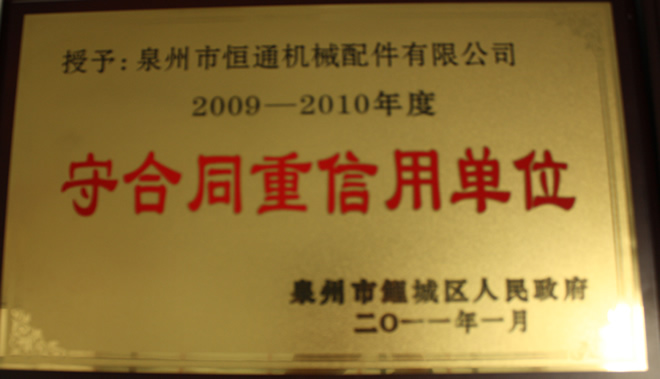 授予:泉州市恒通机械配件有限公司
2009—2010年度
守合同重信用单位
泉州市鲤城区人民政府
二〇一一年一月